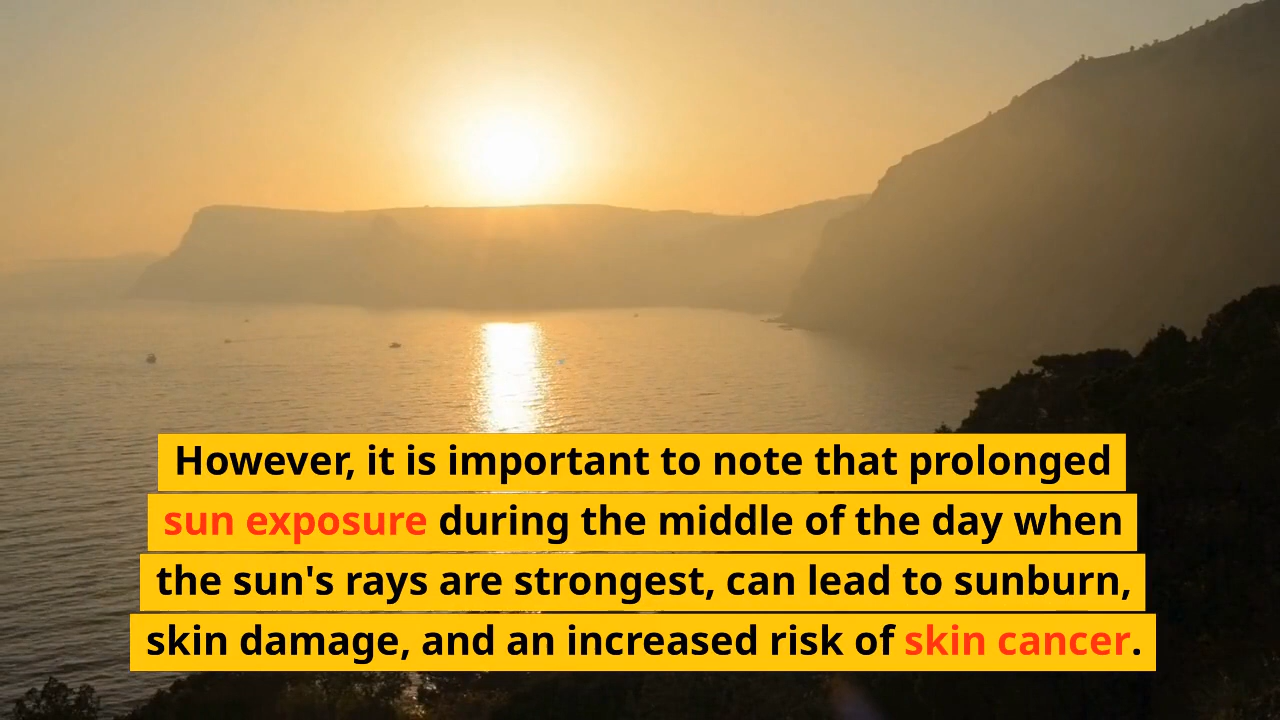 However, it is important to note that prolonged
sun exposure during the middle of the day when
the sun's rays are strongest, can lead to sunburn,
skin damage, and an increased risk of skin cancer.